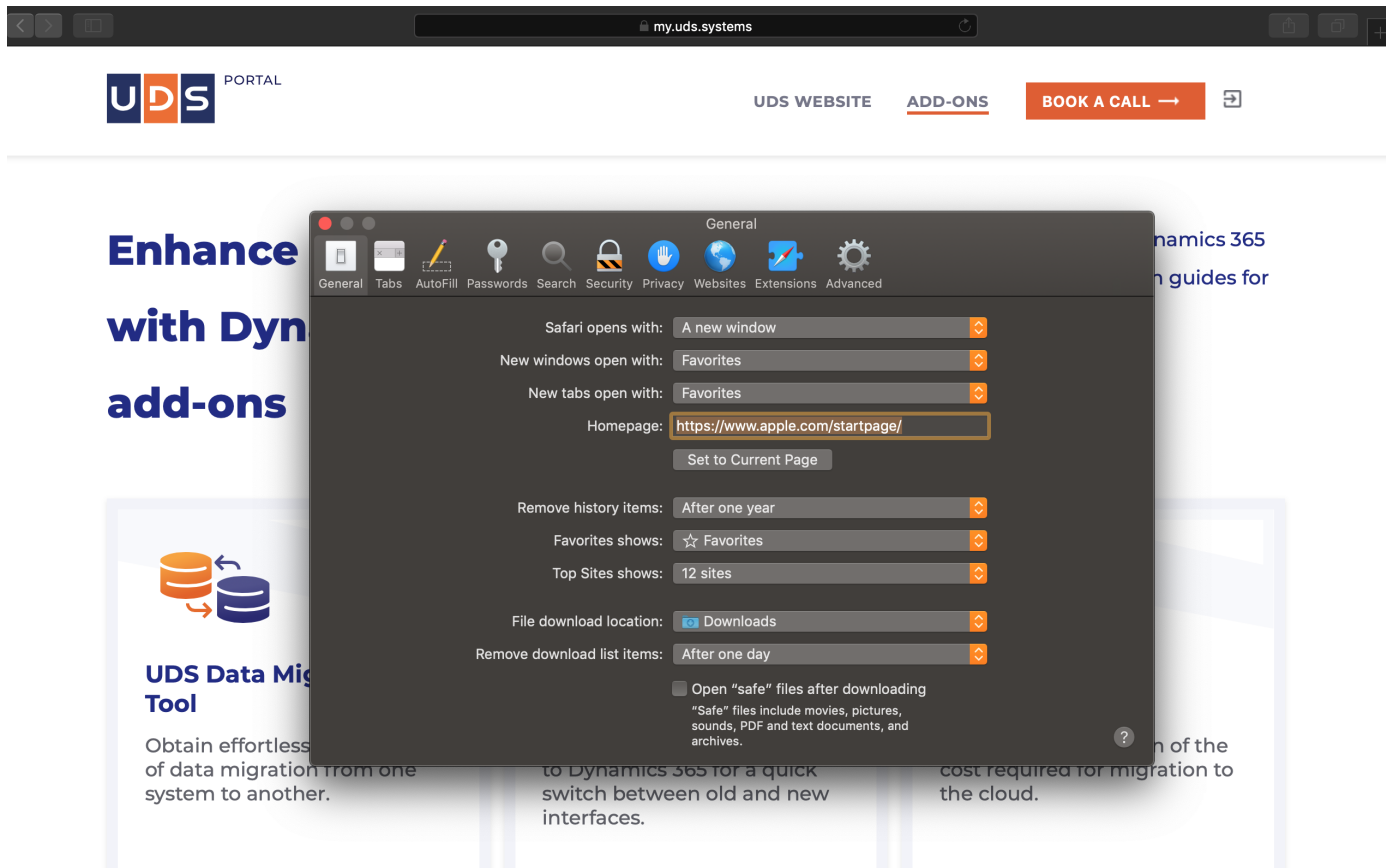 my.uds.systems
UDS PORTAL
UDS WEBSITE ADD-ONS BOOK A CALL →
General
General Tabs AutoFill Passwords Search Security Privacy Websites Extensions Advanced
Enhance
with Dyn
add-ons
namics 365
guides for
Safari opens with: A new window
New windows open with: Favorites
New tabs open with: Favorites
Homepage: https://www.apple.com/startpage/
Set to Current Page
Remove history items: After one year
Favorites shows: ☆ Favorites
Top Sites shows: 12 sites
File download location: Downloads
Remove download list items: After one day
Open “safe” files after downloading
“Safe” files include movies, pictures,
sounds, PDF and text documents, and
archives.
?
UDS Data Mig
Tool
Obtain effortless
of data migration from one
system to another.
to Dynamics 365 for a quick
switch between old and new
interfaces.
n of the
cost required for migration to
the cloud.